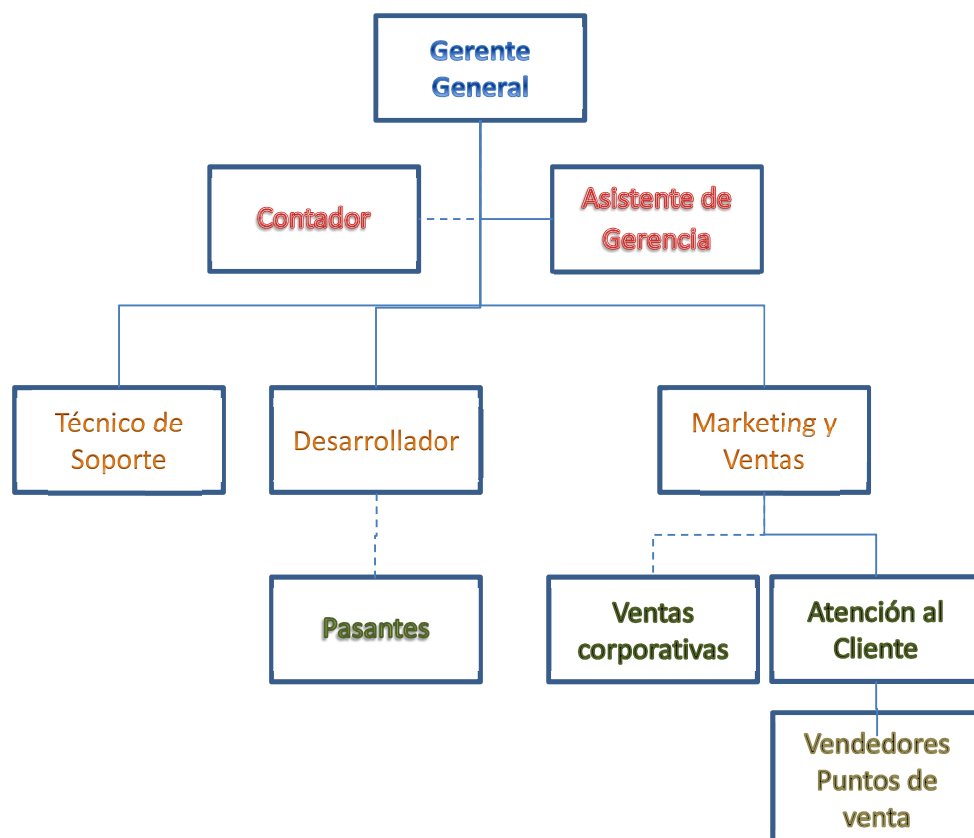 Gerente
General
Contador
Asistente de
Gerencia
Técnico de
Soporte
Desarrollador
Marketing y
Ventas
Pasantes
Ventas
corporativas
Atención al
Cliente
Vendedores
Puntos de
venta